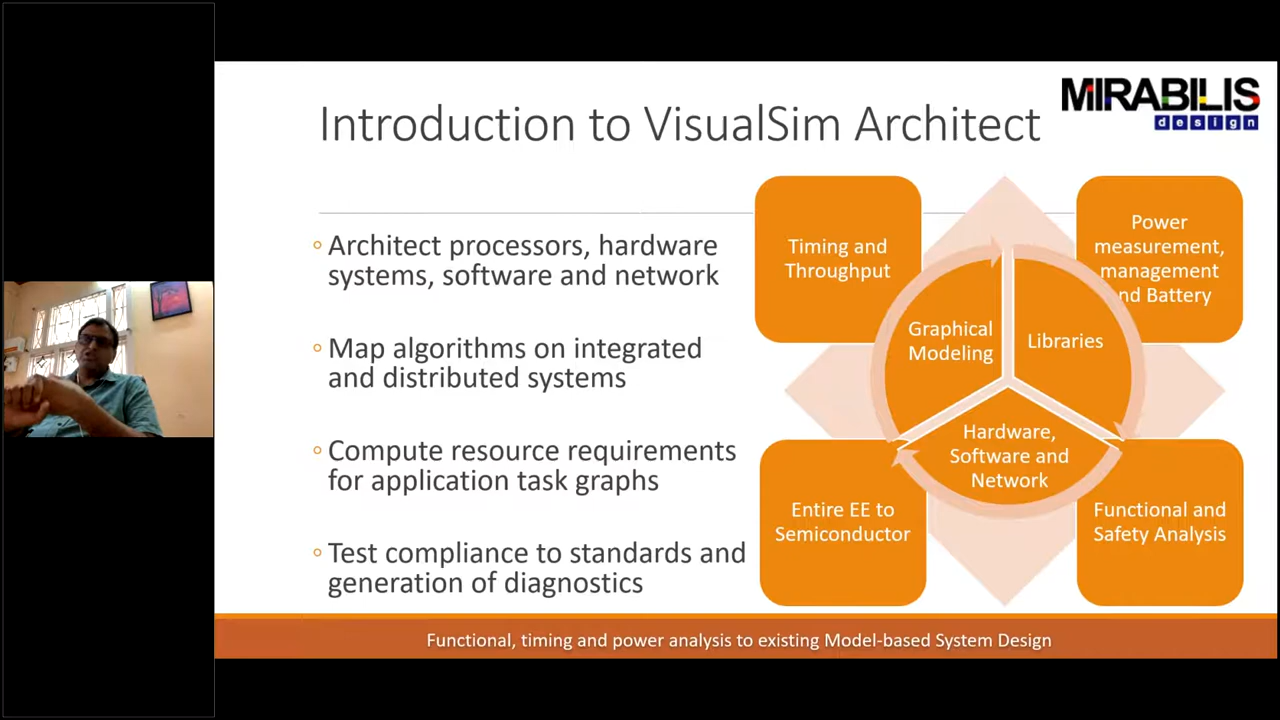 Introduction to VisualSim Architect
MIRABILIS
design
◦ Architect processors, hardware
systems, software and network
◦ Map algorithms on integrated
and distributed systems
◦ Compute resource requirements
for application task graphs
◦ Test compliance to standards and
generation of diagnostics
Timing and
Throughput
Power
measurement,
management
nd Battery
Graphical
Modeling
Libraries
Hardware,
Software and
Network
Entire EE to
Semiconductor
Functional and
Safety Analysis
Functional, timing and power analysis to existing Model-based System Design